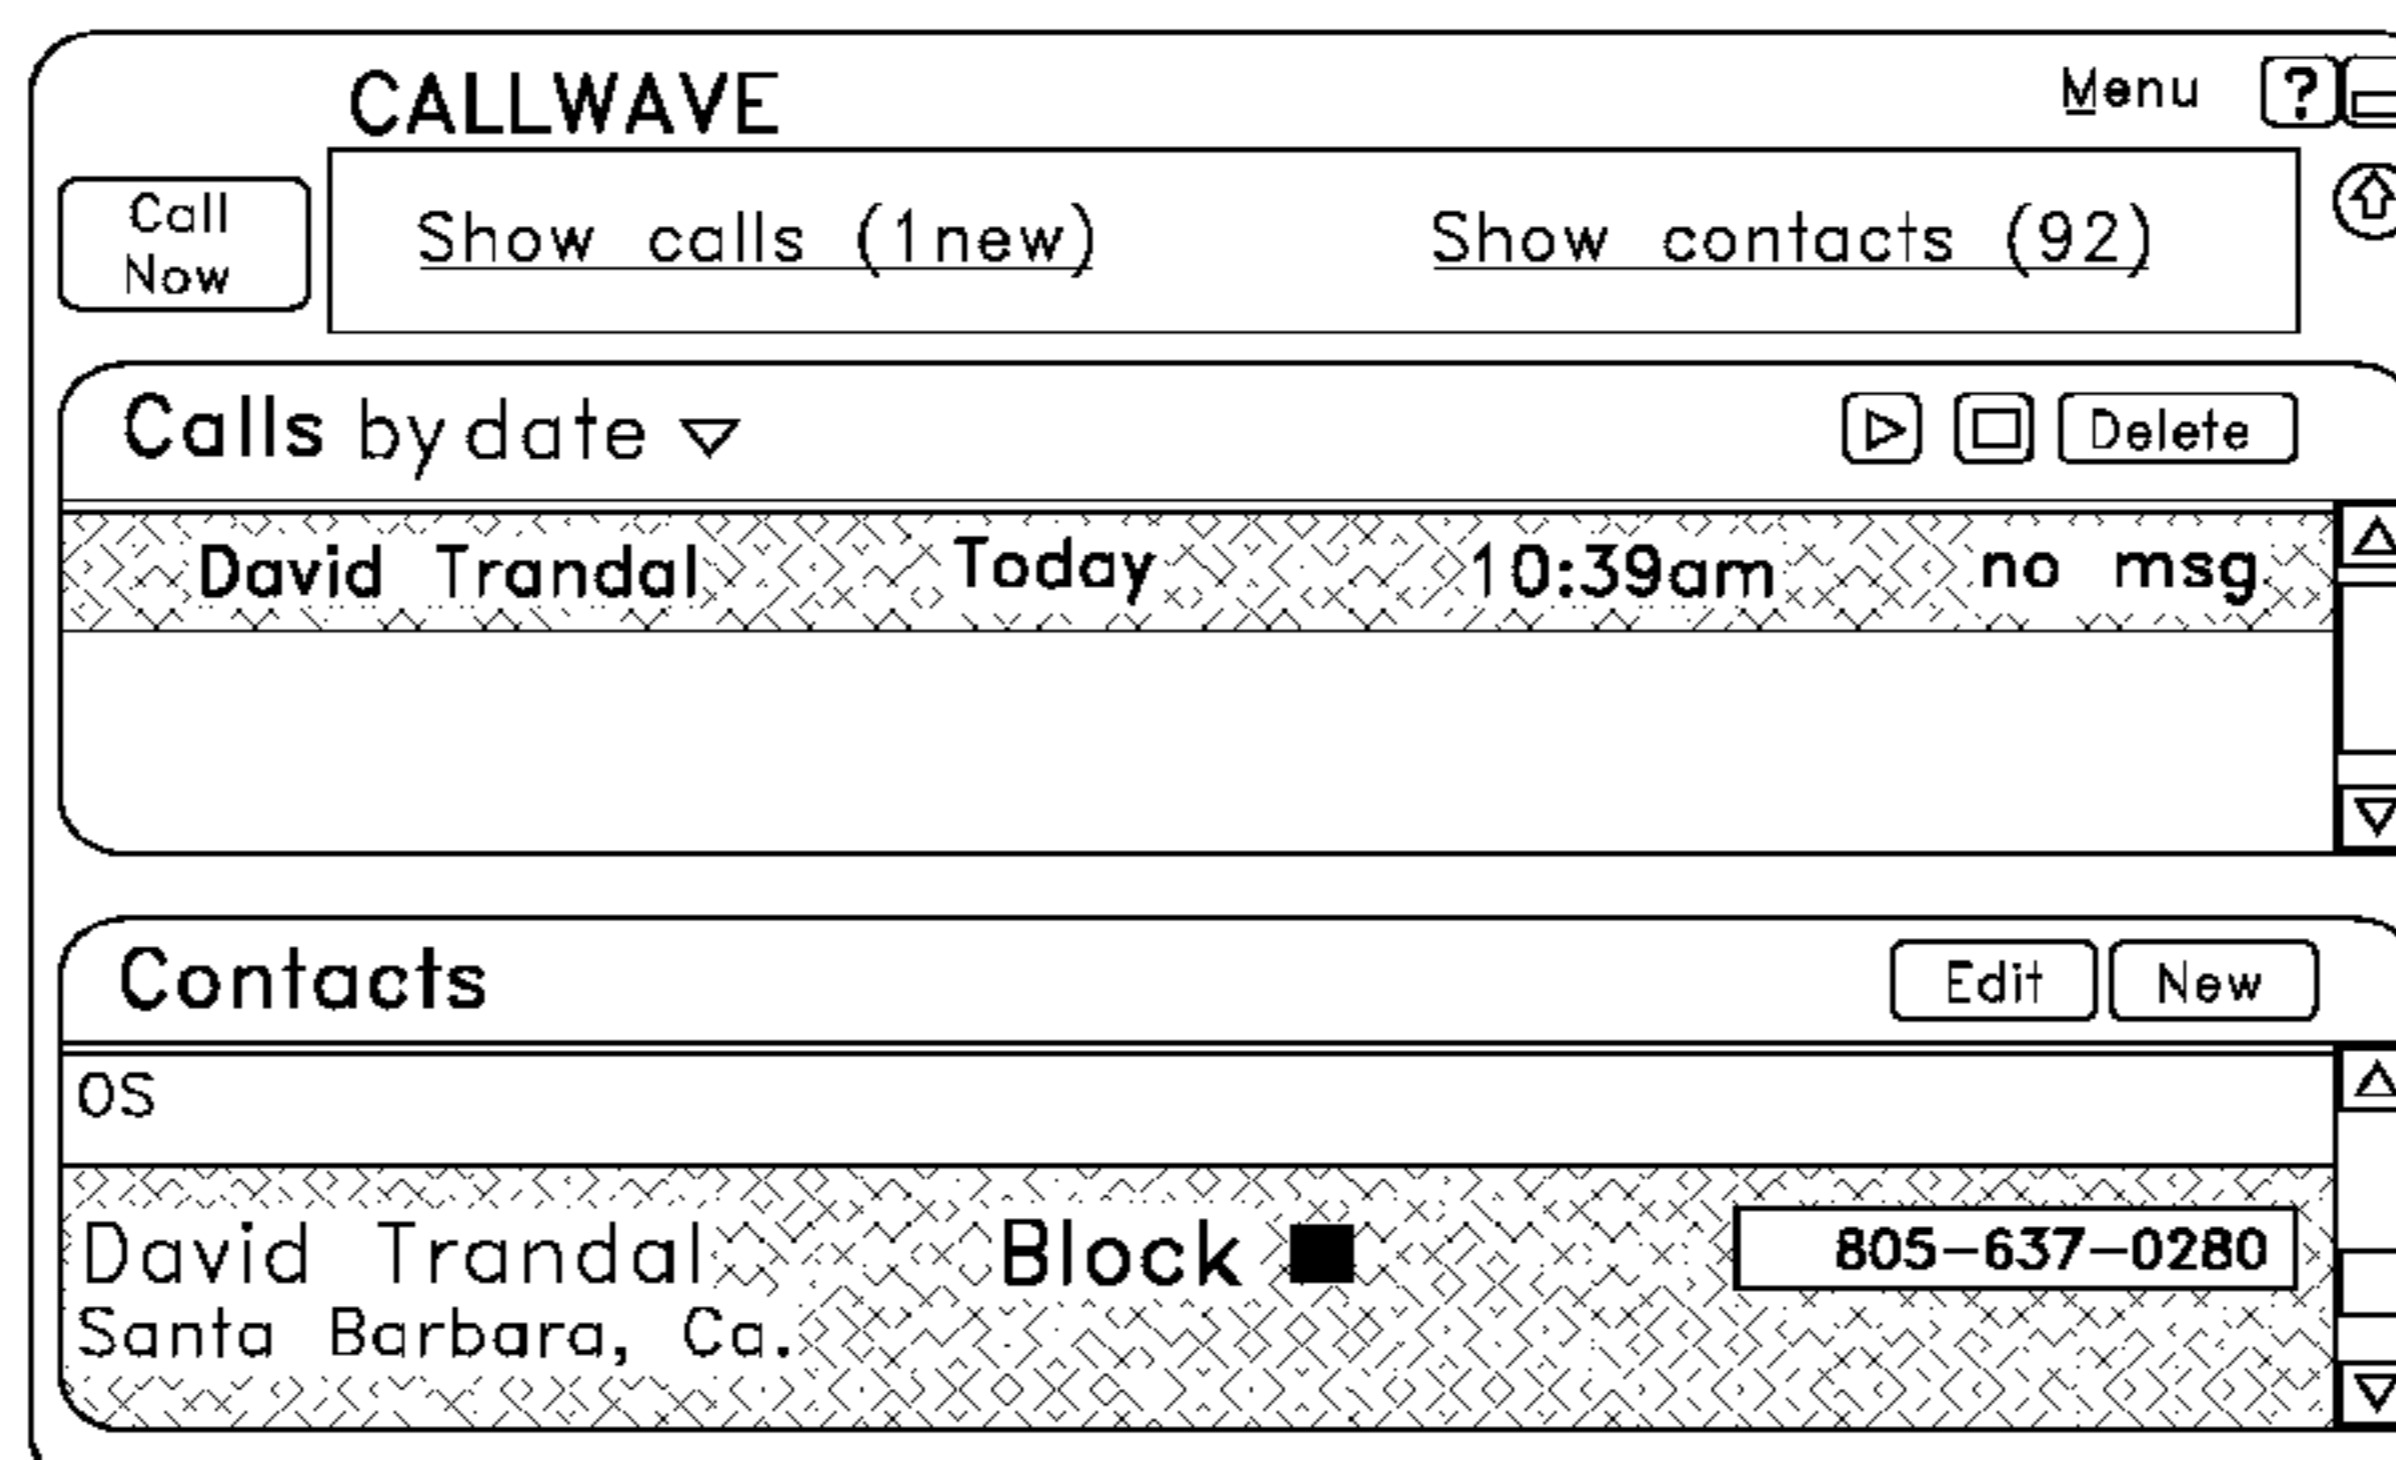 CALLWAVE
Menu ?
Call
Now
Show calls (1new) Show contacts (92)
Calls by date Delete
David Trandal Today 10:39am no msg
Contacts Edit New
OS
David Trandal Block 805-637-0280
Santa Barbara, Ca.